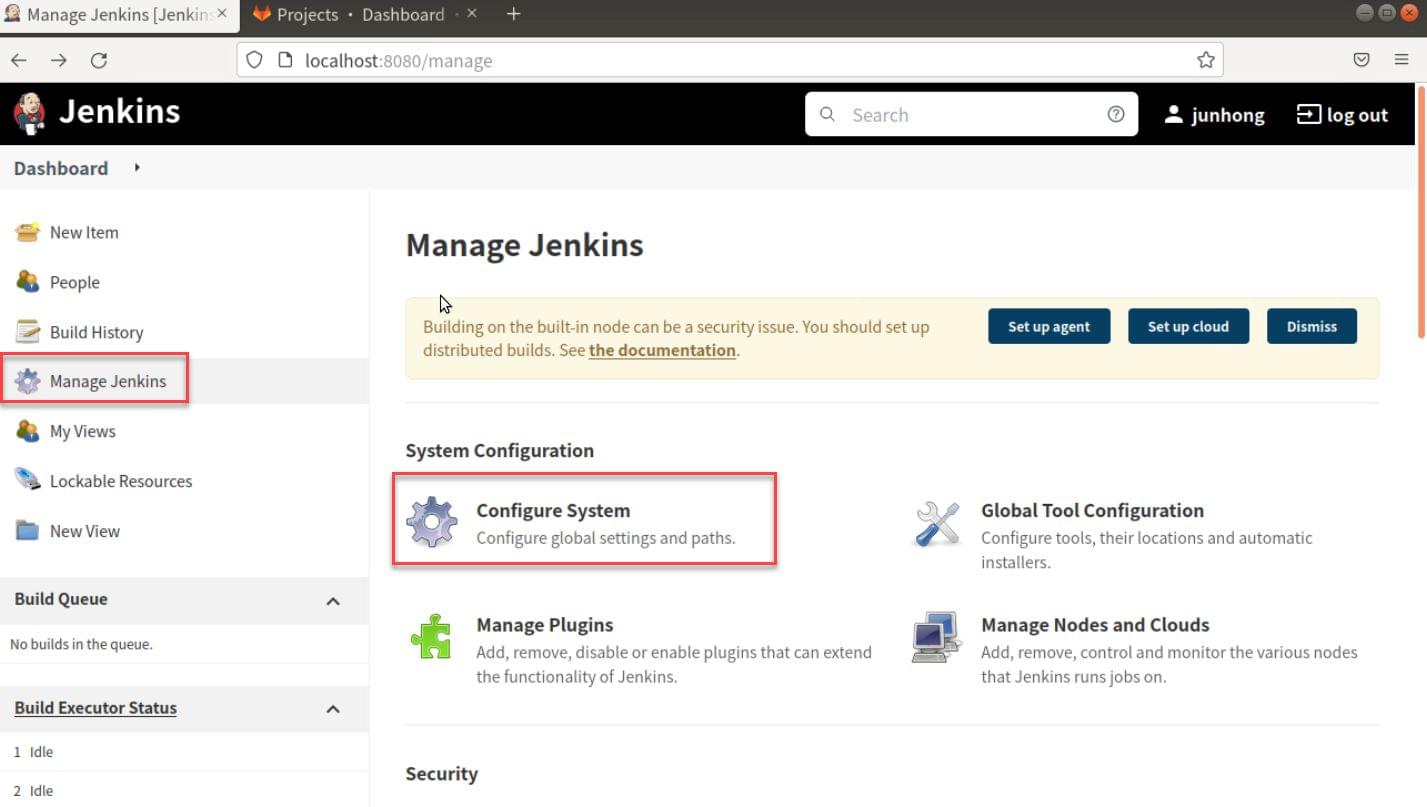 Manage Jenkins [Jenkins
Projects · Dashboard ·
localhost:8080/manage
Jenkins
Search
junhong
log out
Dashboard
New Item
People
Build History
Manage Jenkins
My Views
Lockable Resources
New View
Build Queue
No builds in the queue.
Build Executor Status
1 Idle
2 Idle
Manage Jenkins
Building on the built-in node can be a security issue. You should set up
distributed builds. See the documentation.
Set up agent
Set up cloud
Dismiss
System Configuration
Configure System
Configure global settings and paths.
Global Tool Configuration
Configure tools, their locations and automatic
installers.
Manage Plugins
Add, remove, disable or enable plugins that can extend
the functionality of Jenkins.
Manage Nodes and Clouds
Add, remove, control and monitor the various nodes
that Jenkins runs jobs on.
Security